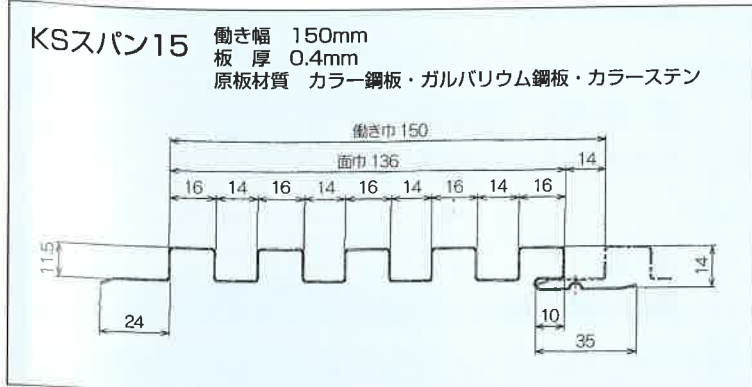 KSスパン15
働き幅 150mm
板 厚 0.4mm
原板材質 カラー鋼板・ガルバリウム鋼板・カラーステン
働き巾 150
面巾 136
14
16 14 16 14 16 14 16 14 16
11.5
14
24
10
35